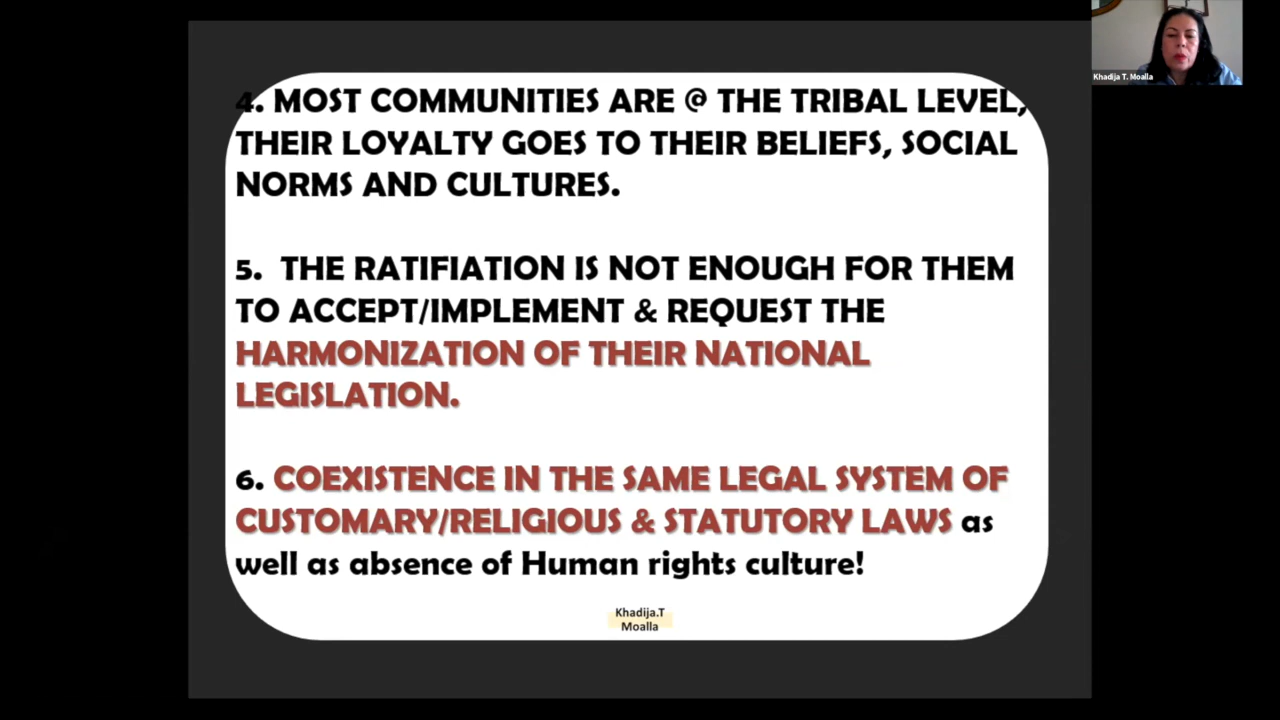 Khadija T. Moalla
4. MOST COMMUNITIES ARE @ THE TRIBAL LEVEL,
THEIR LOYALTY GOES TO THEIR BELIEFS, SOCIAL
NORMS AND CULTURES.
5. THE RATIFIATION IS NOT ENOUGH FOR THEM
TO ACCEPT/IMPLEMENT & REQUEST THE
HARMONIZATION OF THEIR NATIONAL
LEGISLATION.
6. COEXISTENCE IN THE SAME LEGAL SYSTEM OF
CUSTOMARY/RELIGIOUS & STATUTORY LAWS as
well as absence of Human rights culture!
Khadija.T
Moalla